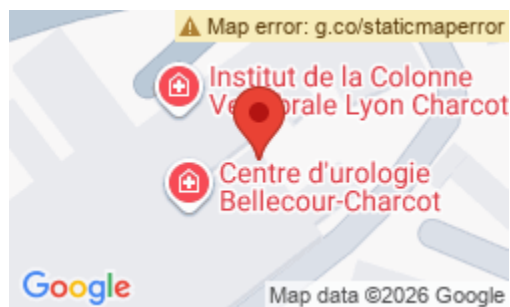 Map error: g.co/staticmaperror
Institut de la Colonne
Vertebrale Lyon Charcot
Centre d'urologie
Bellecour-Charcot
Google
Map data ©2026 Google